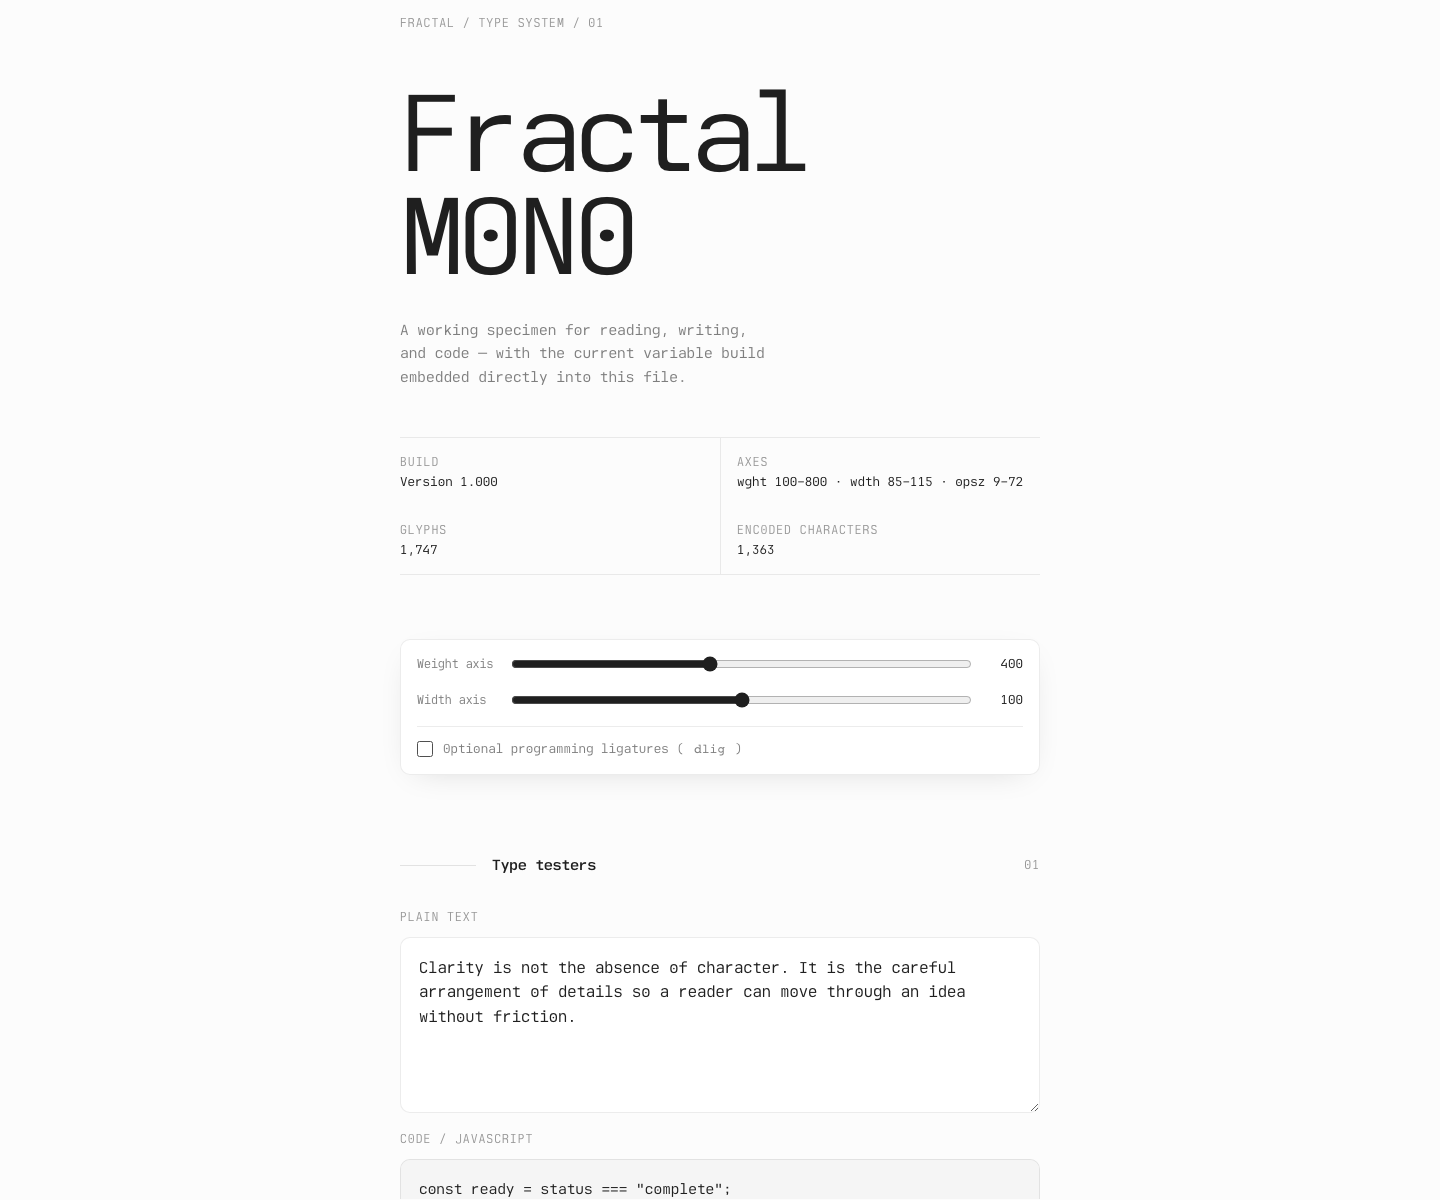 FRACTAL / TYPE SYSTEM / 01
Fractal
MONO
A working specimen for reading, writing,
and code — with the current variable build
embedded directly into this file.
BUILD
Version 1.000
AXES
wght 100–800 · wdth 85–115 · opsz 9–72
GLYPHS
1,747
ENCODED CHARACTERS
1,363
Weight axis 400
Width axis 100
Optional programming ligatures ( dlig )
Type testers 01
PLAIN TEXT
Clarity is not the absence of character. It is the careful
arrangement of details so a reader can move through an idea
without friction.
CODE / JAVASCRIPT
const ready = status === "complete";